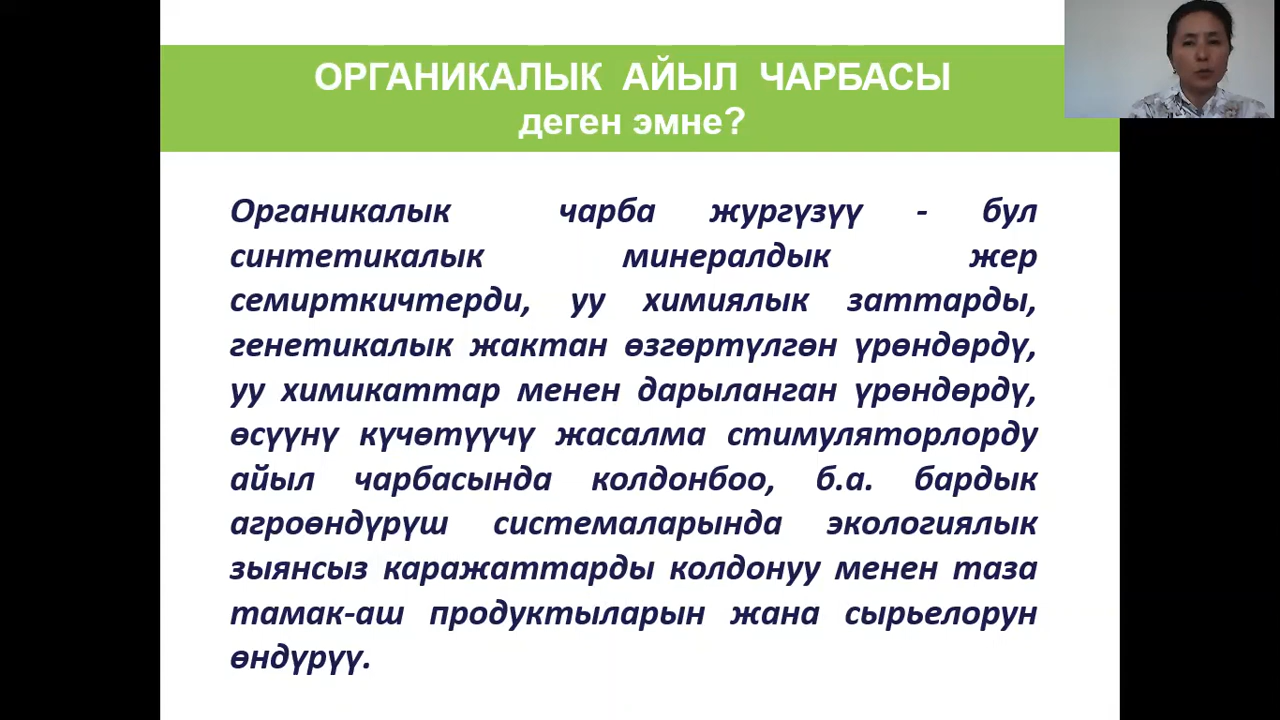 ОРГАНИКАЛЫК АЙЫЛ ЧАРБАСЫ
деген эмне?
Органикалык чарба жургүзүү - бул
синтетикалык минералдык жер
семирткичтерди, уу химиялык заттарды,
генетикалык жактан өзгөртүлгөн үрөндөрдү,
уу химикаттар менен дарыланган үрөндөрдү,
өсүүнү күчөтүүчү жасалма стимуляторлорду
айыл чарбасында колдонбоо, б.а. бардык
агроөндүрүш системаларында экологиялык
зыянсыз каражаттарды колдонуу менен таза
тамак-аш продуктыларын жана сырьелорун
өндүрүү.